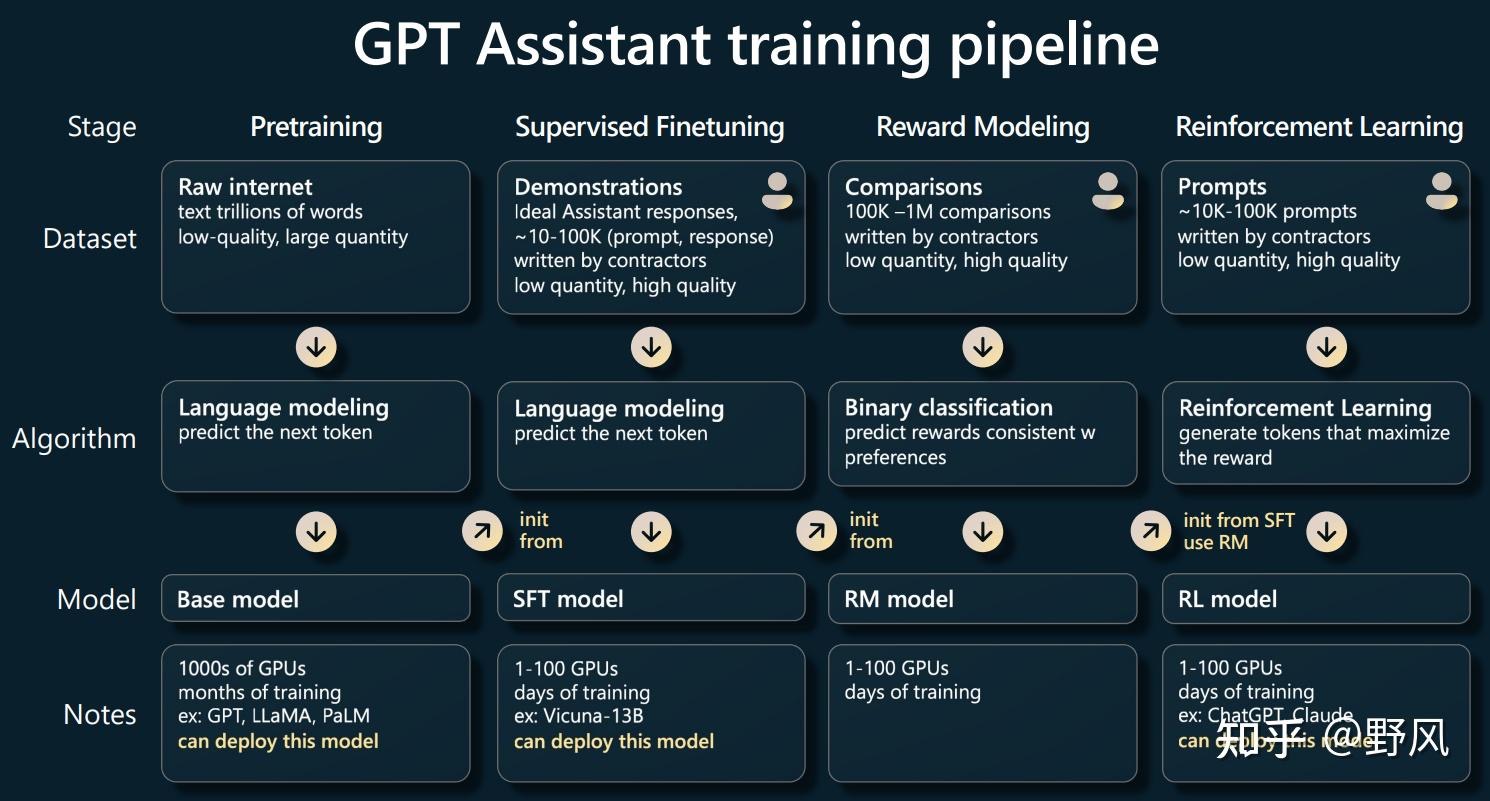 GPT Assistant training pipeline
Stage
Pretraining
Supervised Finetuning
Reward Modeling
Reinforcement Learning
Dataset
Raw internet
text trillions of words
low-quality, large quantity
Demonstrations
Ideal Assistant responses,
~10-100K (prompt, response)
written by contractors
low quantity, high quality
Comparisons
100K –1M comparisons
written by contractors
low quantity, high quality
Prompts
~10K-100K prompts
written by contractors
low quantity, high quality
Algorithm
Language modeling
predict the next token
Language modeling
predict the next token
Binary classification
predict rewards consistent w
preferences
Reinforcement Learning
generate tokens that maximize
the reward
init
from
init
from
init from SFT
use RM
Model
Base model
SFT model
RM model
RL model
Notes
1000s of GPUs
months of training
ex: GPT, LLaMA, PaLM
can deploy this model
1-100 GPUs
days of training
ex: Vicuna-13B
can deploy this model
1-100 GPUs
days of training
1-100 GPUs
days of training
ex: ChatGPT, Claude
can deploy this model
知乎 @野风